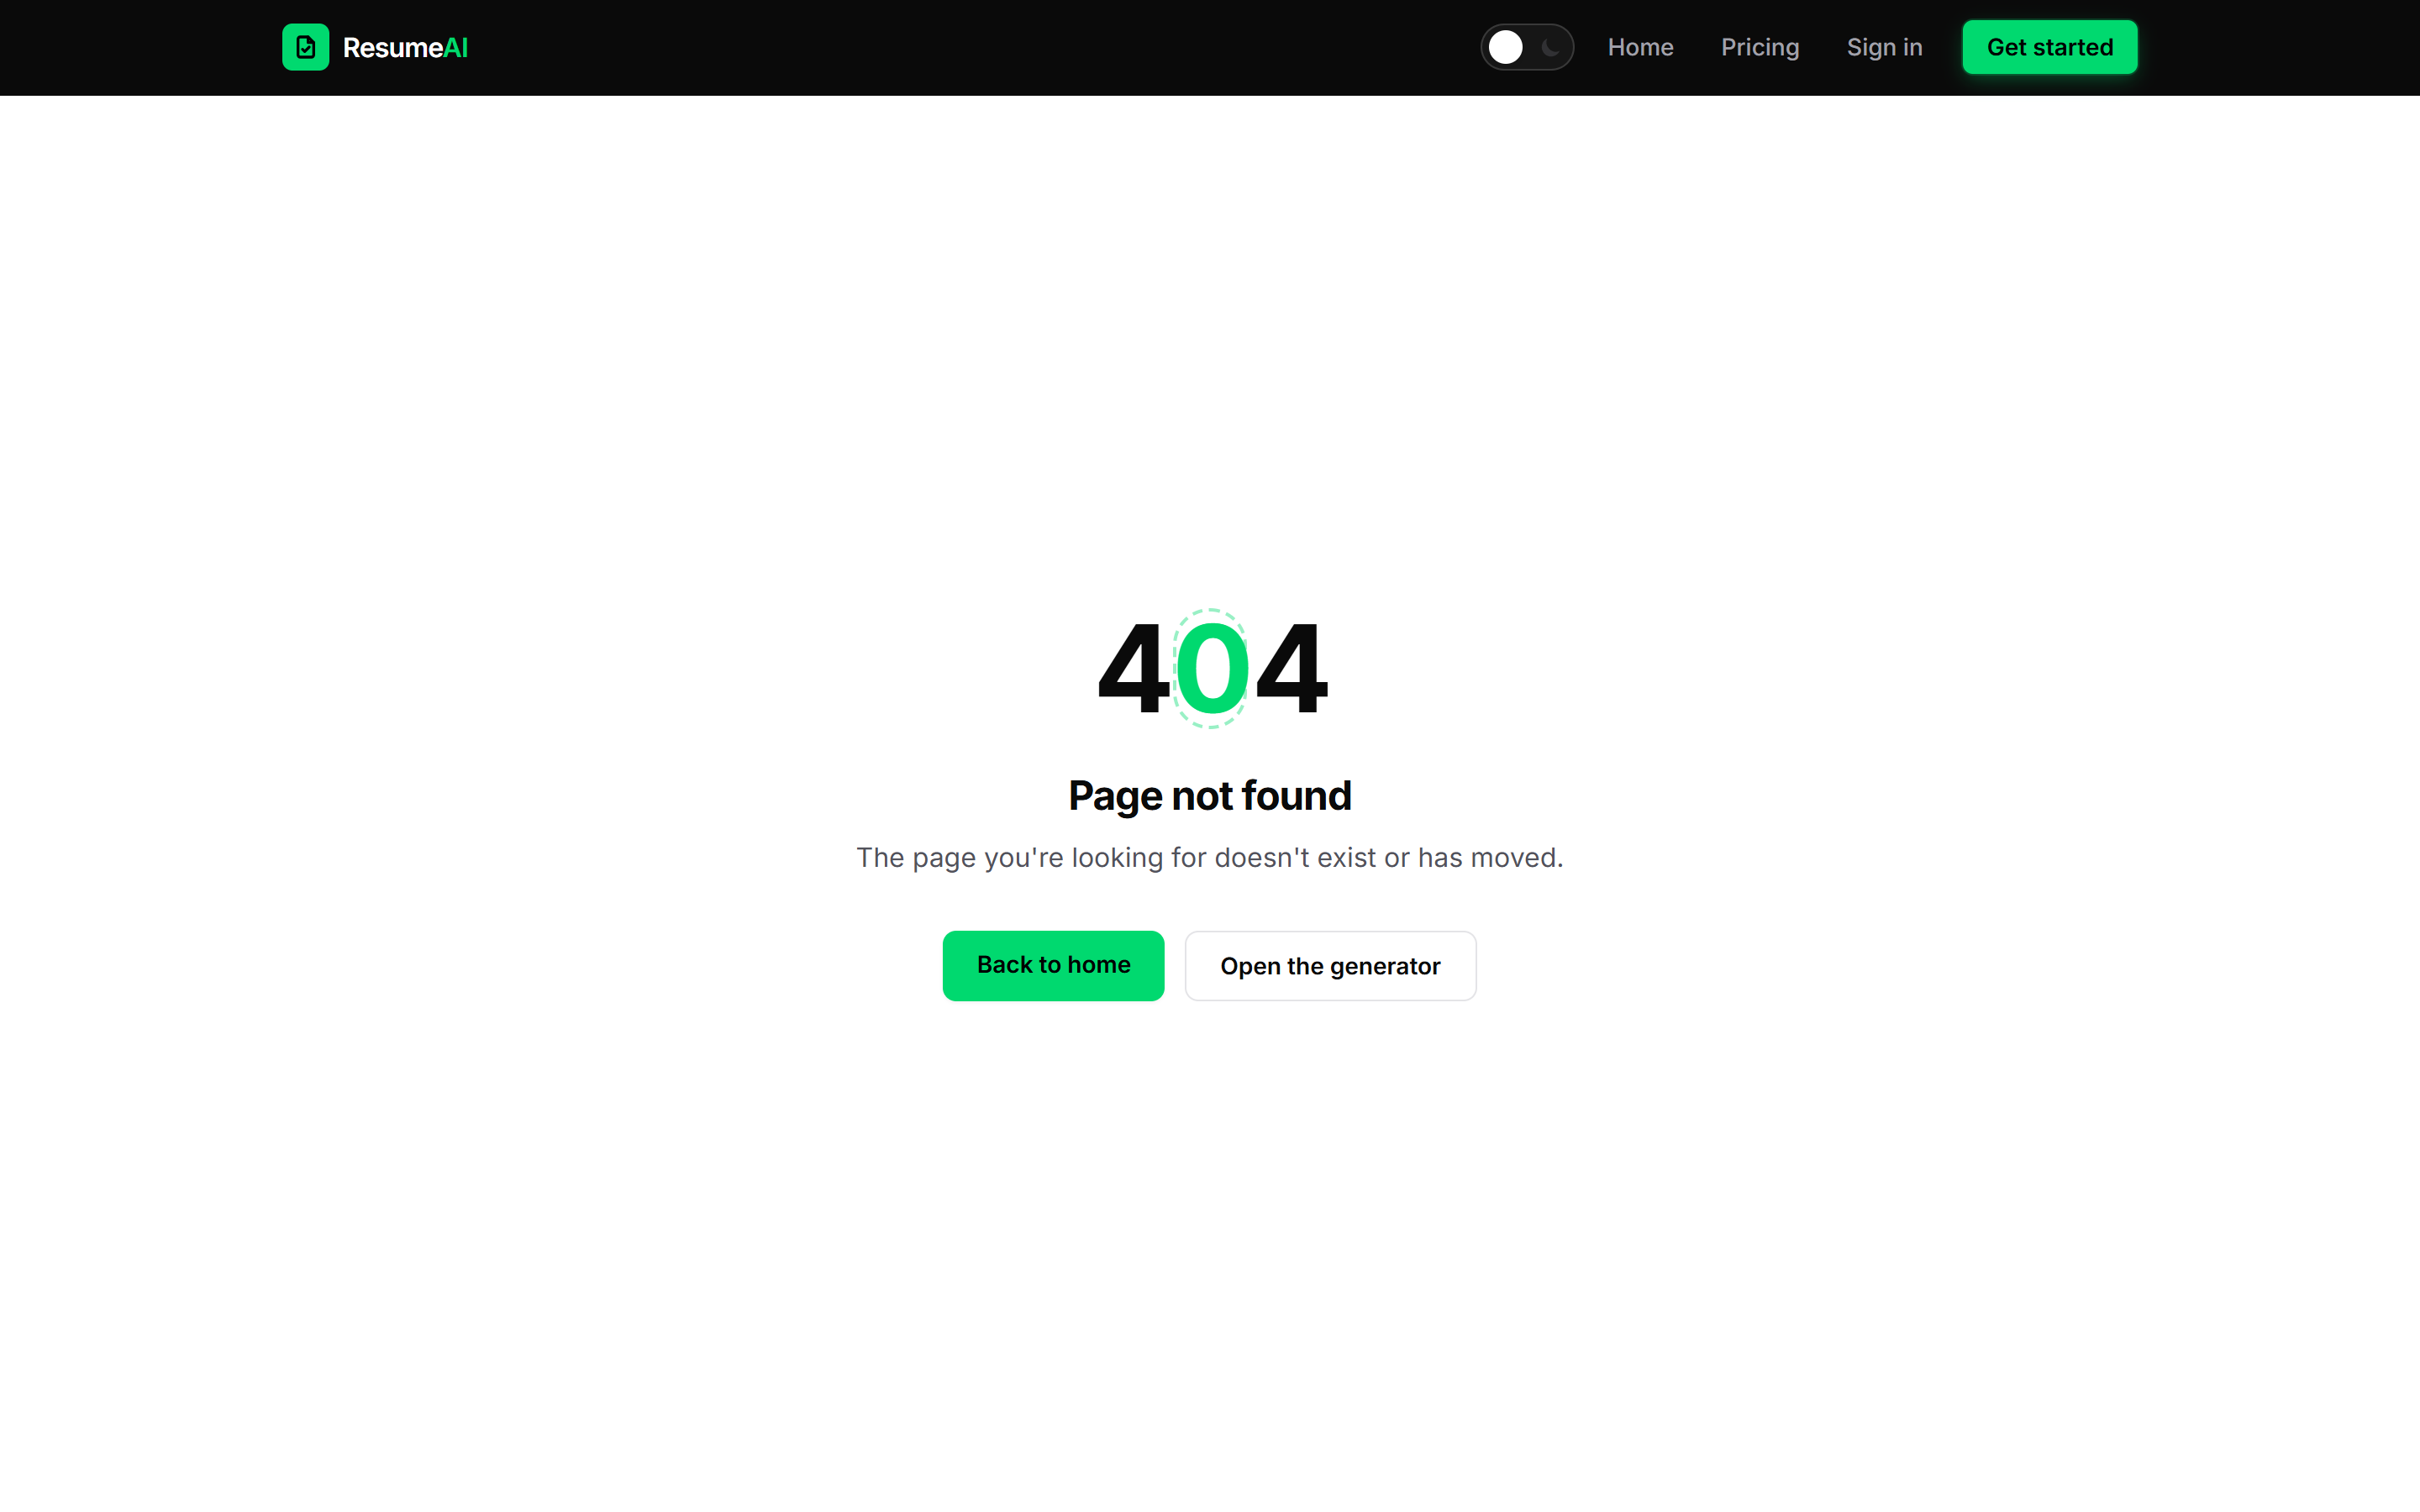 ResumeAI
Home
Pricing
Sign in
Get started
404
Page not found
The page you're looking for doesn't exist or has moved.
Back to home
Open the generator